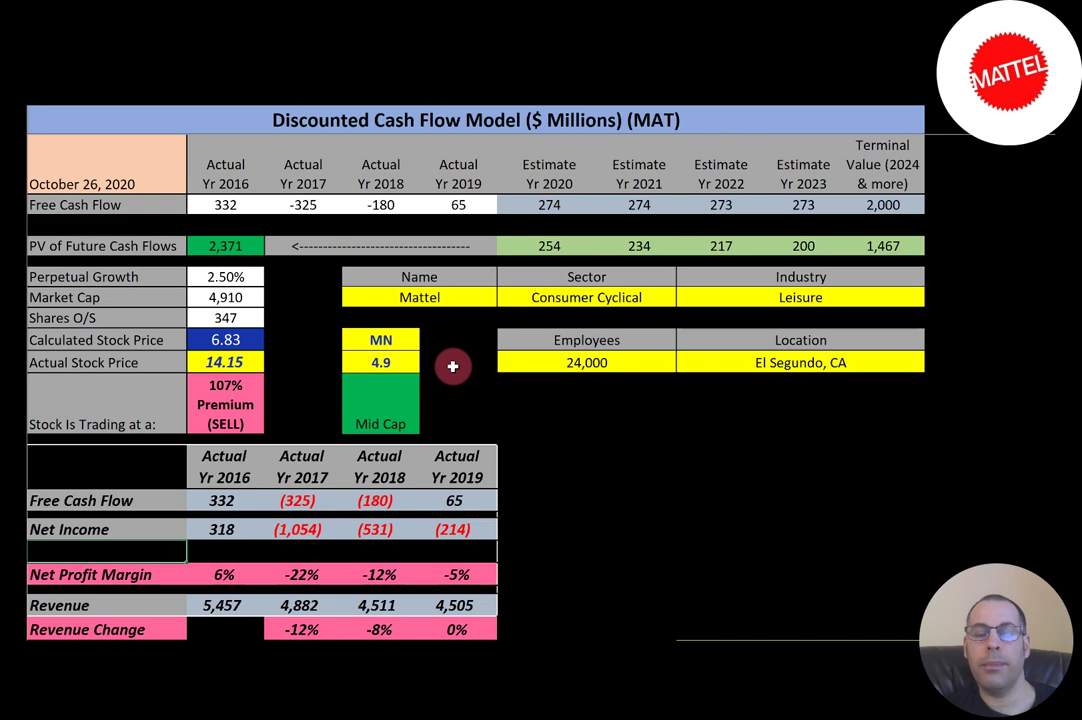 MATTEL
Discounted Cash Flow Model ($ Millions) (MAT)
October 26, 2020 Actual Yr 2016 Actual Yr 2017 Actual Yr 2018 Actual Yr 2019 Estimate Yr 2020 Estimate Yr 2021 Estimate Yr 2022 Estimate Yr 2023 Terminal Value (2024 & more)
Free Cash Flow 332 -325 -180 65 274 274 273 273 2,000
PV of Future Cash Flows 2,371 <------------------------------------- 254 234 217 200 1,467
Perpetual Growth 2.50% Name Sector Industry
Market Cap 4,910 Mattel Consumer Cyclical Leisure
Shares O/S 347
Calculated Stock Price 6.83 MN Employees Location
Actual Stock Price 14.15 4.9 24,000 El Segundo, CA
Stock Is Trading at a: 107% Premium (SELL) Mid Cap
Actual Yr 2016 Actual Yr 2017 Actual Yr 2018 Actual Yr 2019
Free Cash Flow 332 (325) (180) 65
Net Income 318 (1,054) (531) (214)
Net Profit Margin 6% -22% -12% -5%
Revenue 5,457 4,882 4,511 4,505
Revenue Change -12% -8% 0%